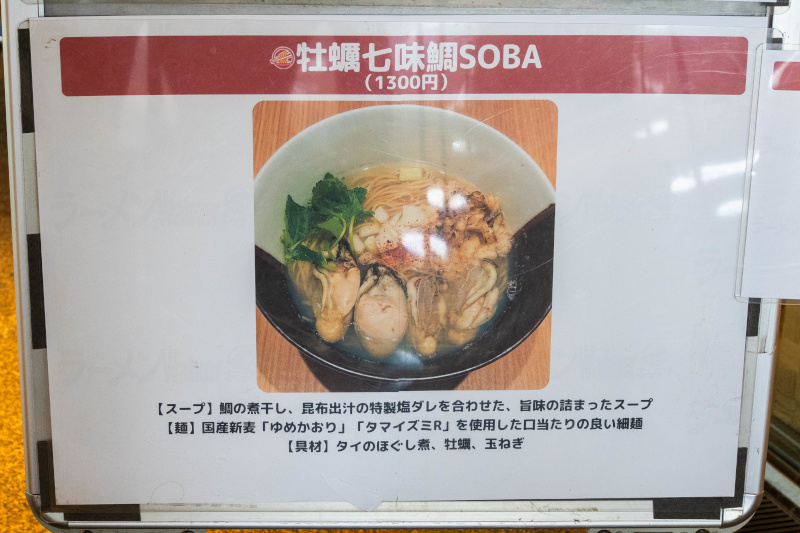 牡蠣七味鯛SOBA
（1300円）
【スープ】鯛の煮干し、昆布出汁の特製塩ダレを合わせた、旨味の詰まったスープ
【麺】国産新麦「ゆめかおり」「タマイズミR」を使用した口当たりの良い細麺
【具材】タイのほぐし煮、牡蠣、玉ねぎ